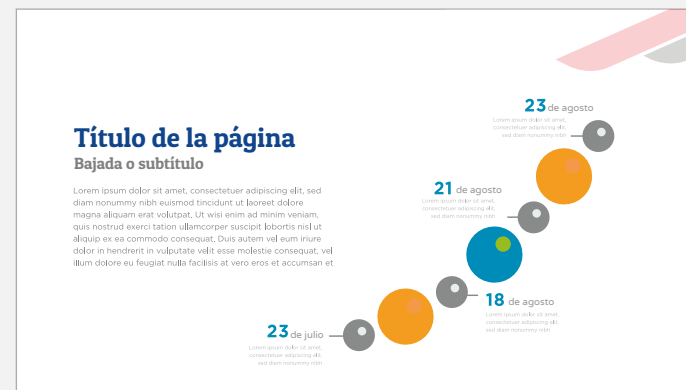 Título de la página
Bajada o subtítulo
Lorem ipsum dolor sit amet, consectetuer adipiscing elit, sed
diam nonummy nibh euismod tincidunt ut laoreet dolore
magna aliquam erat volutpat. Ut wisi enim ad minim veniam,
quis nostrud exerci tation ullamcorper suscipit lobortis nisl ut
aliquip ex ea commodo consequat. Duis autem vel eum iriure
dolor in hendrerit in vulputate velit esse molestie consequat, vel
illum dolore eu feugiat nulla facilisis at vero eros et accumsan et
23 de agosto
Lorem ipsum dolor sit amet,
consectetuer adipiscing elit,
sed diam nonummy nibh
21 de agosto
Lorem ipsum dolor sit amet,
consectetuer adipiscing elit,
sed diam nonummy nibh
18 de agosto
Lorem ipsum dolor sit amet,
consectetuer adipiscing elit,
sed diam nonummy nibh
23 de julio
Lorem ipsum dolor sit amet,
consectetuer adipiscing elit,
sed diam nonummy nibh